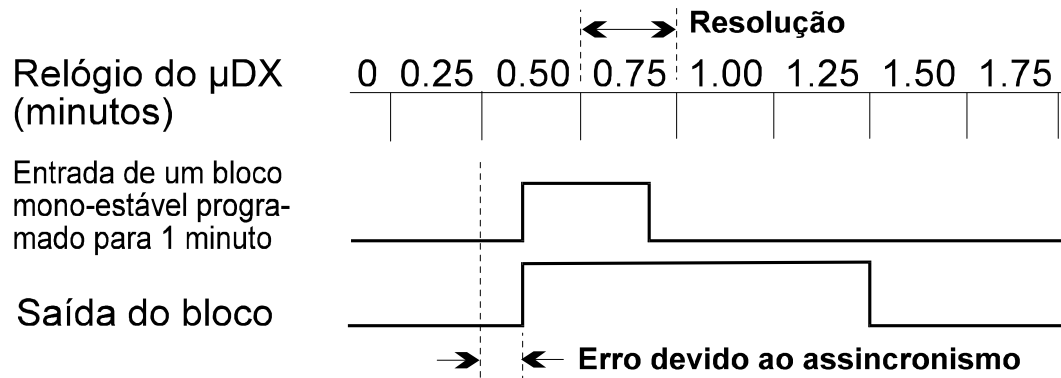 Resolução
Relógio do µDX
(minutos)
0 0.25 0.50 0.75 1.00 1.25 1.50 1.75
Entrada de um bloco
mono-estável progra-
mado para 1 minuto
Saída do bloco
Erro devido ao assincronismo